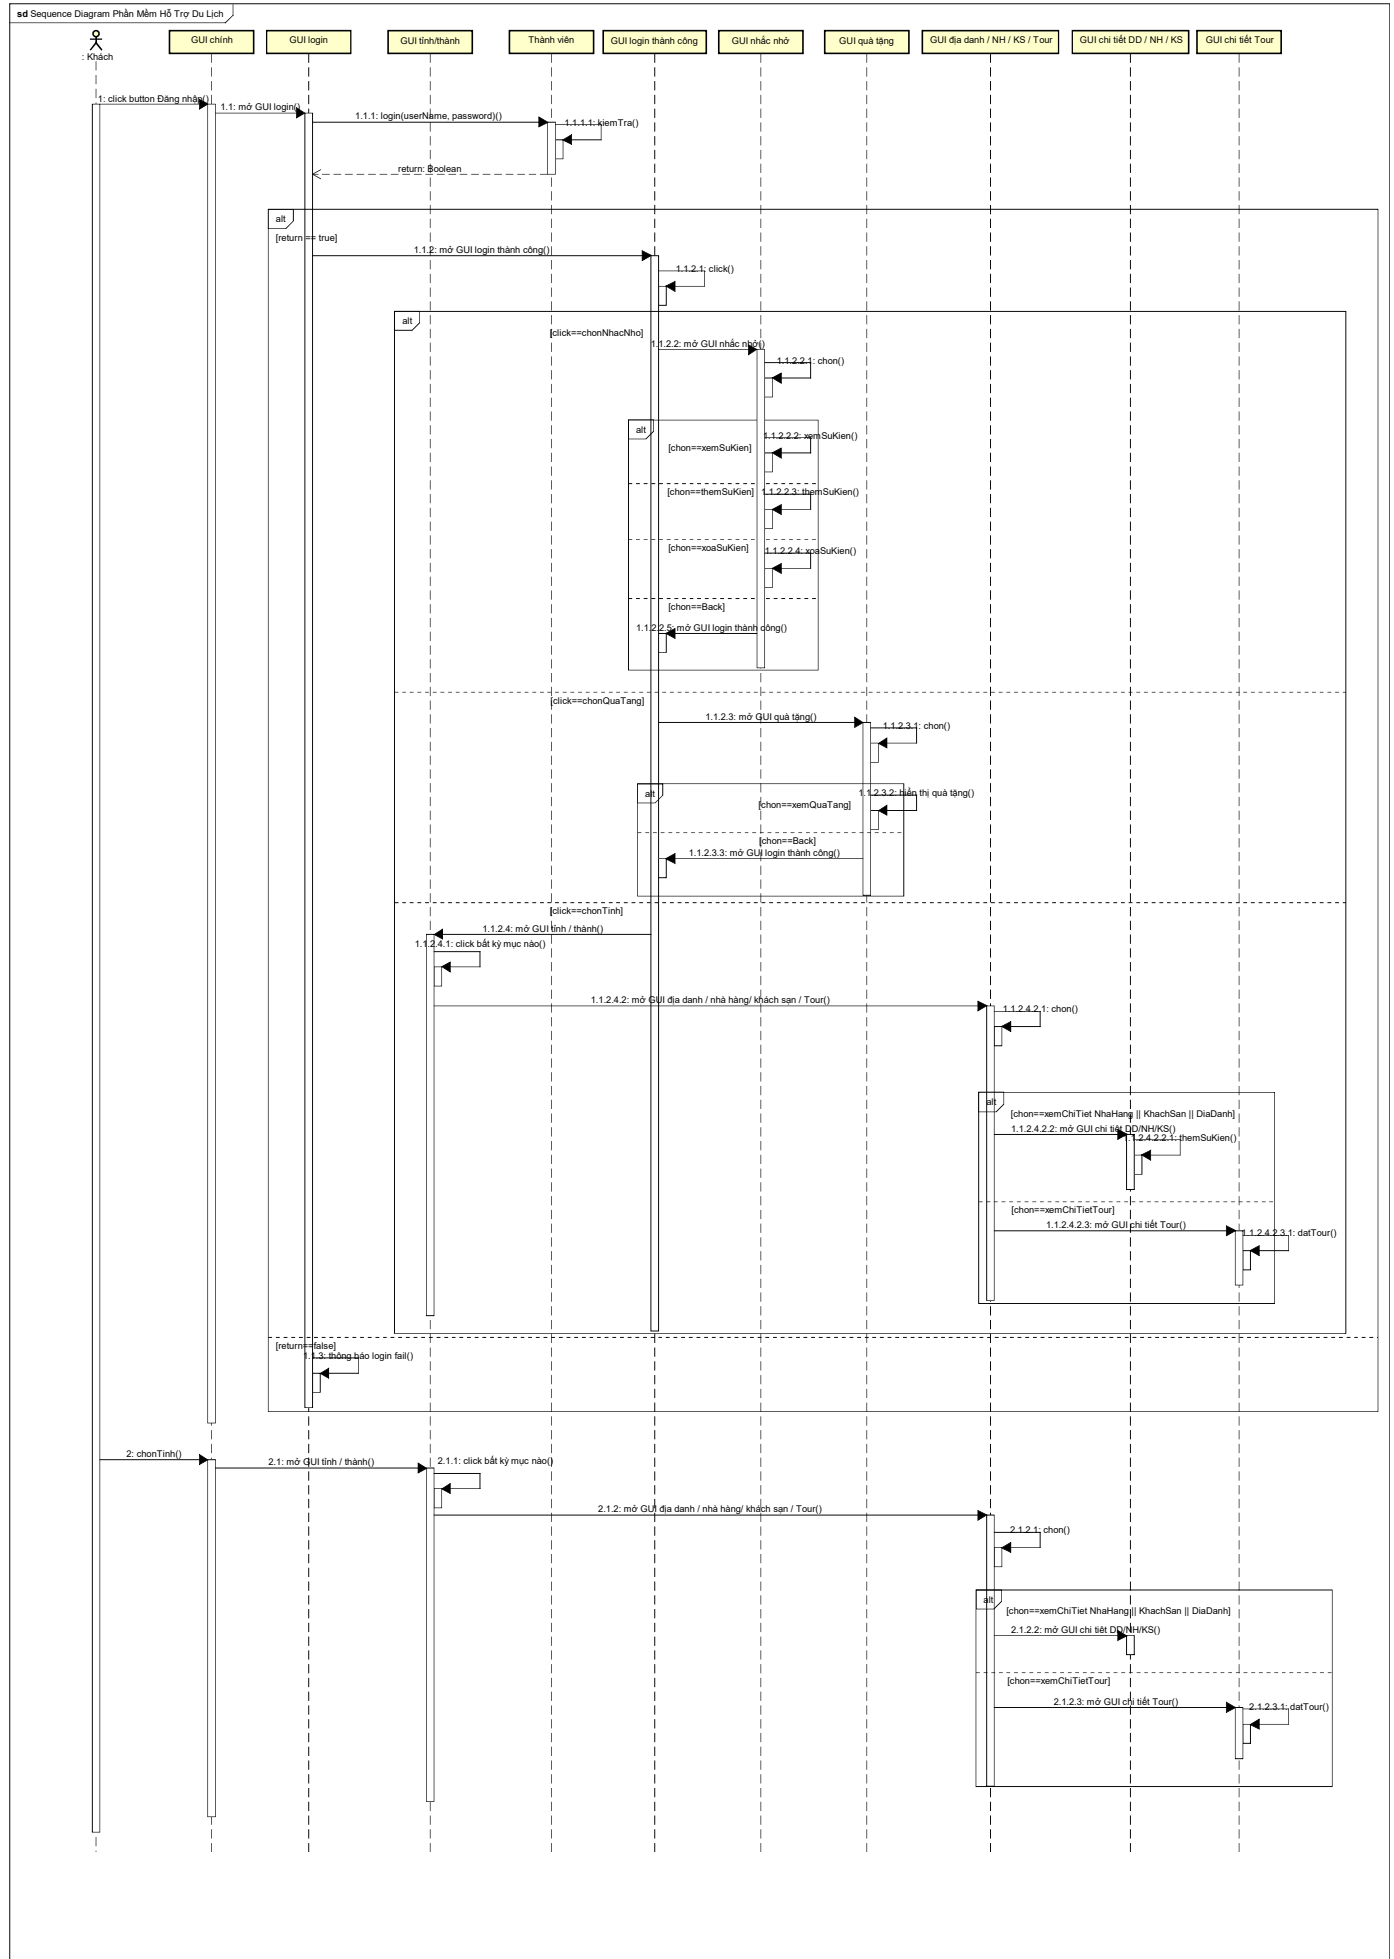 sd Sequence Diagram Phần Mềm Hỗ Trợ Du Lịch
: Khách
GUI chính
GUI login
GUI tỉnh/thành
Thành viên
GUI login thành công
GUI nhắc nhở
GUI quà tặng
GUI địa danh / NH / KS / Tour
GUI chi tiết DD / NH / KS
GUI chi tiết Tour
1: click button Đăng nhập()
1.1: mở GUI login()
1.1.1: login(userName, password)()
1.1.1.1: kiemTra()
return: Boolean
alt
[return == true]
1.1.2: mở GUI login thành công()
1.1.2.1: click()
alt
[click==chonNhacNho]
1.1.2.2: mở GUI nhắc nhở()
1.1.2.2.1: chon()
alt
[chon==xemSuKien]
1.1.2.2.2: xemSuKien()
[chon==themSuKien]
1.1.2.2.3: themSuKien()
[chon==xoaSuKien]
1.1.2.2.4: xoaSuKien()
[chon==Back]
1.1.2.2.5: mở GUI login thành công()
[click==chonQuaTang]
1.1.2.3: mở GUI quà tặng()
1.1.2.3.1: chon()
alt
[chon==xemQuaTang]
1.1.2.3.2: hiển thị quà tặng()
[chon==Back]
1.1.2.3.3: mở GUI login thành công()
[click==chonTinh]
1.1.2.4: mở GUI tỉnh / thành()
1.1.2.4.1: click bất kỳ mục nào()
1.1.2.4.2: mở GUI địa danh / nhà hàng/ khách sạn / Tour()
1.1.2.4.2.1: chon()
alt
[chon==xemChiTiet NhaHang || KhachSan || DiaDanh]
1.1.2.4.2.2: mở GUI chi tiêt DD/NH/KS()
1.1.2.4.2.2.1: themSuKien()
[chon==xemChiTietTour]
1.1.2.4.2.3: mở GUI chi tiết Tour()
1.1.2.4.2.3.1: datTour()
[return==false]
1.1.3: thông báo login fail()
2: chonTinh()
2.1: mở GUI tỉnh / thành()
2.1.1: click bất kỳ mục nào()
2.1.2: mở GUI địa danh / nhà hàng/ khách sạn / Tour()
2.1.2.1: chon()
alt
[chon==xemChiTiet NhaHang || KhachSan || DiaDanh]
2.1.2.2: mở GUI chi tiêt DD/NH/KS()
[chon==xemChiTietTour]
2.1.2.3: mở GUI chi tiết Tour()
2.1.2.3.1: datTour()